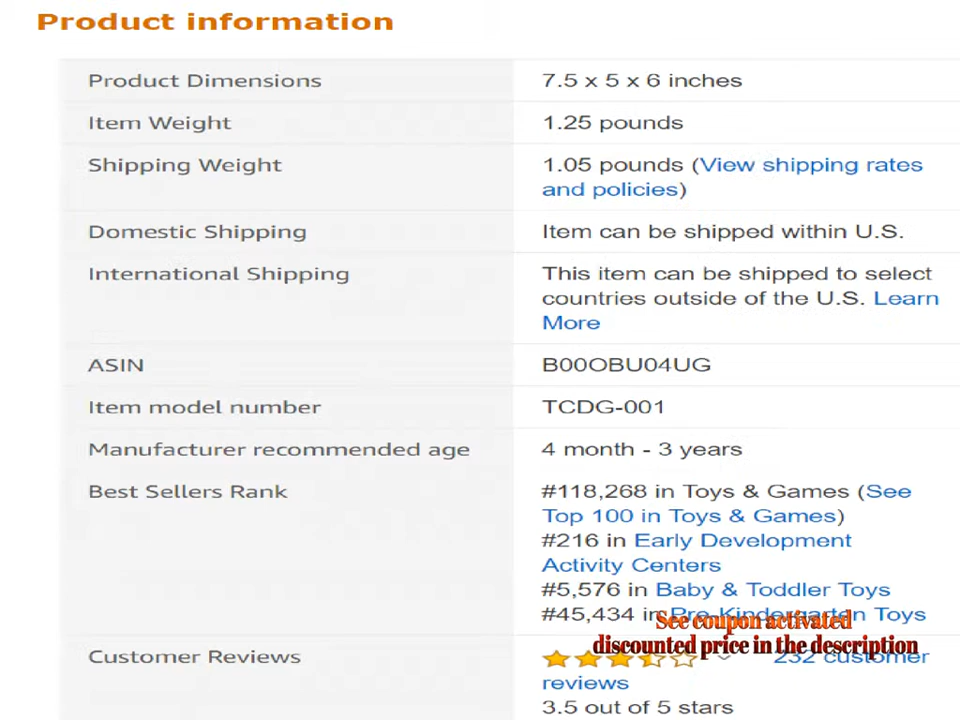 Product information
Product Dimensions 7.5 x 5 x 6 inches
Item Weight 1.25 pounds
Shipping Weight 1.05 pounds (View shipping rates
and policies)
Domestic Shipping Item can be shipped within U.S.
International Shipping This item can be shipped to select
countries outside of the U.S. Learn
More
ASIN B00OBU04UG
Item model number TCDG-001
Manufacturer recommended age 4 month - 3 years
Best Sellers Rank #118,268 in Toys & Games (See
Top 100 in Toys & Games)
#216 in Early Development
Activity Centers
#5,576 in Baby & Toddler Toys
#45,434 in Pre-Kindergarten Toys
See coupon activated
discounted price in the description
Customer Reviews 232 customer
reviews
3.5 out of 5 stars